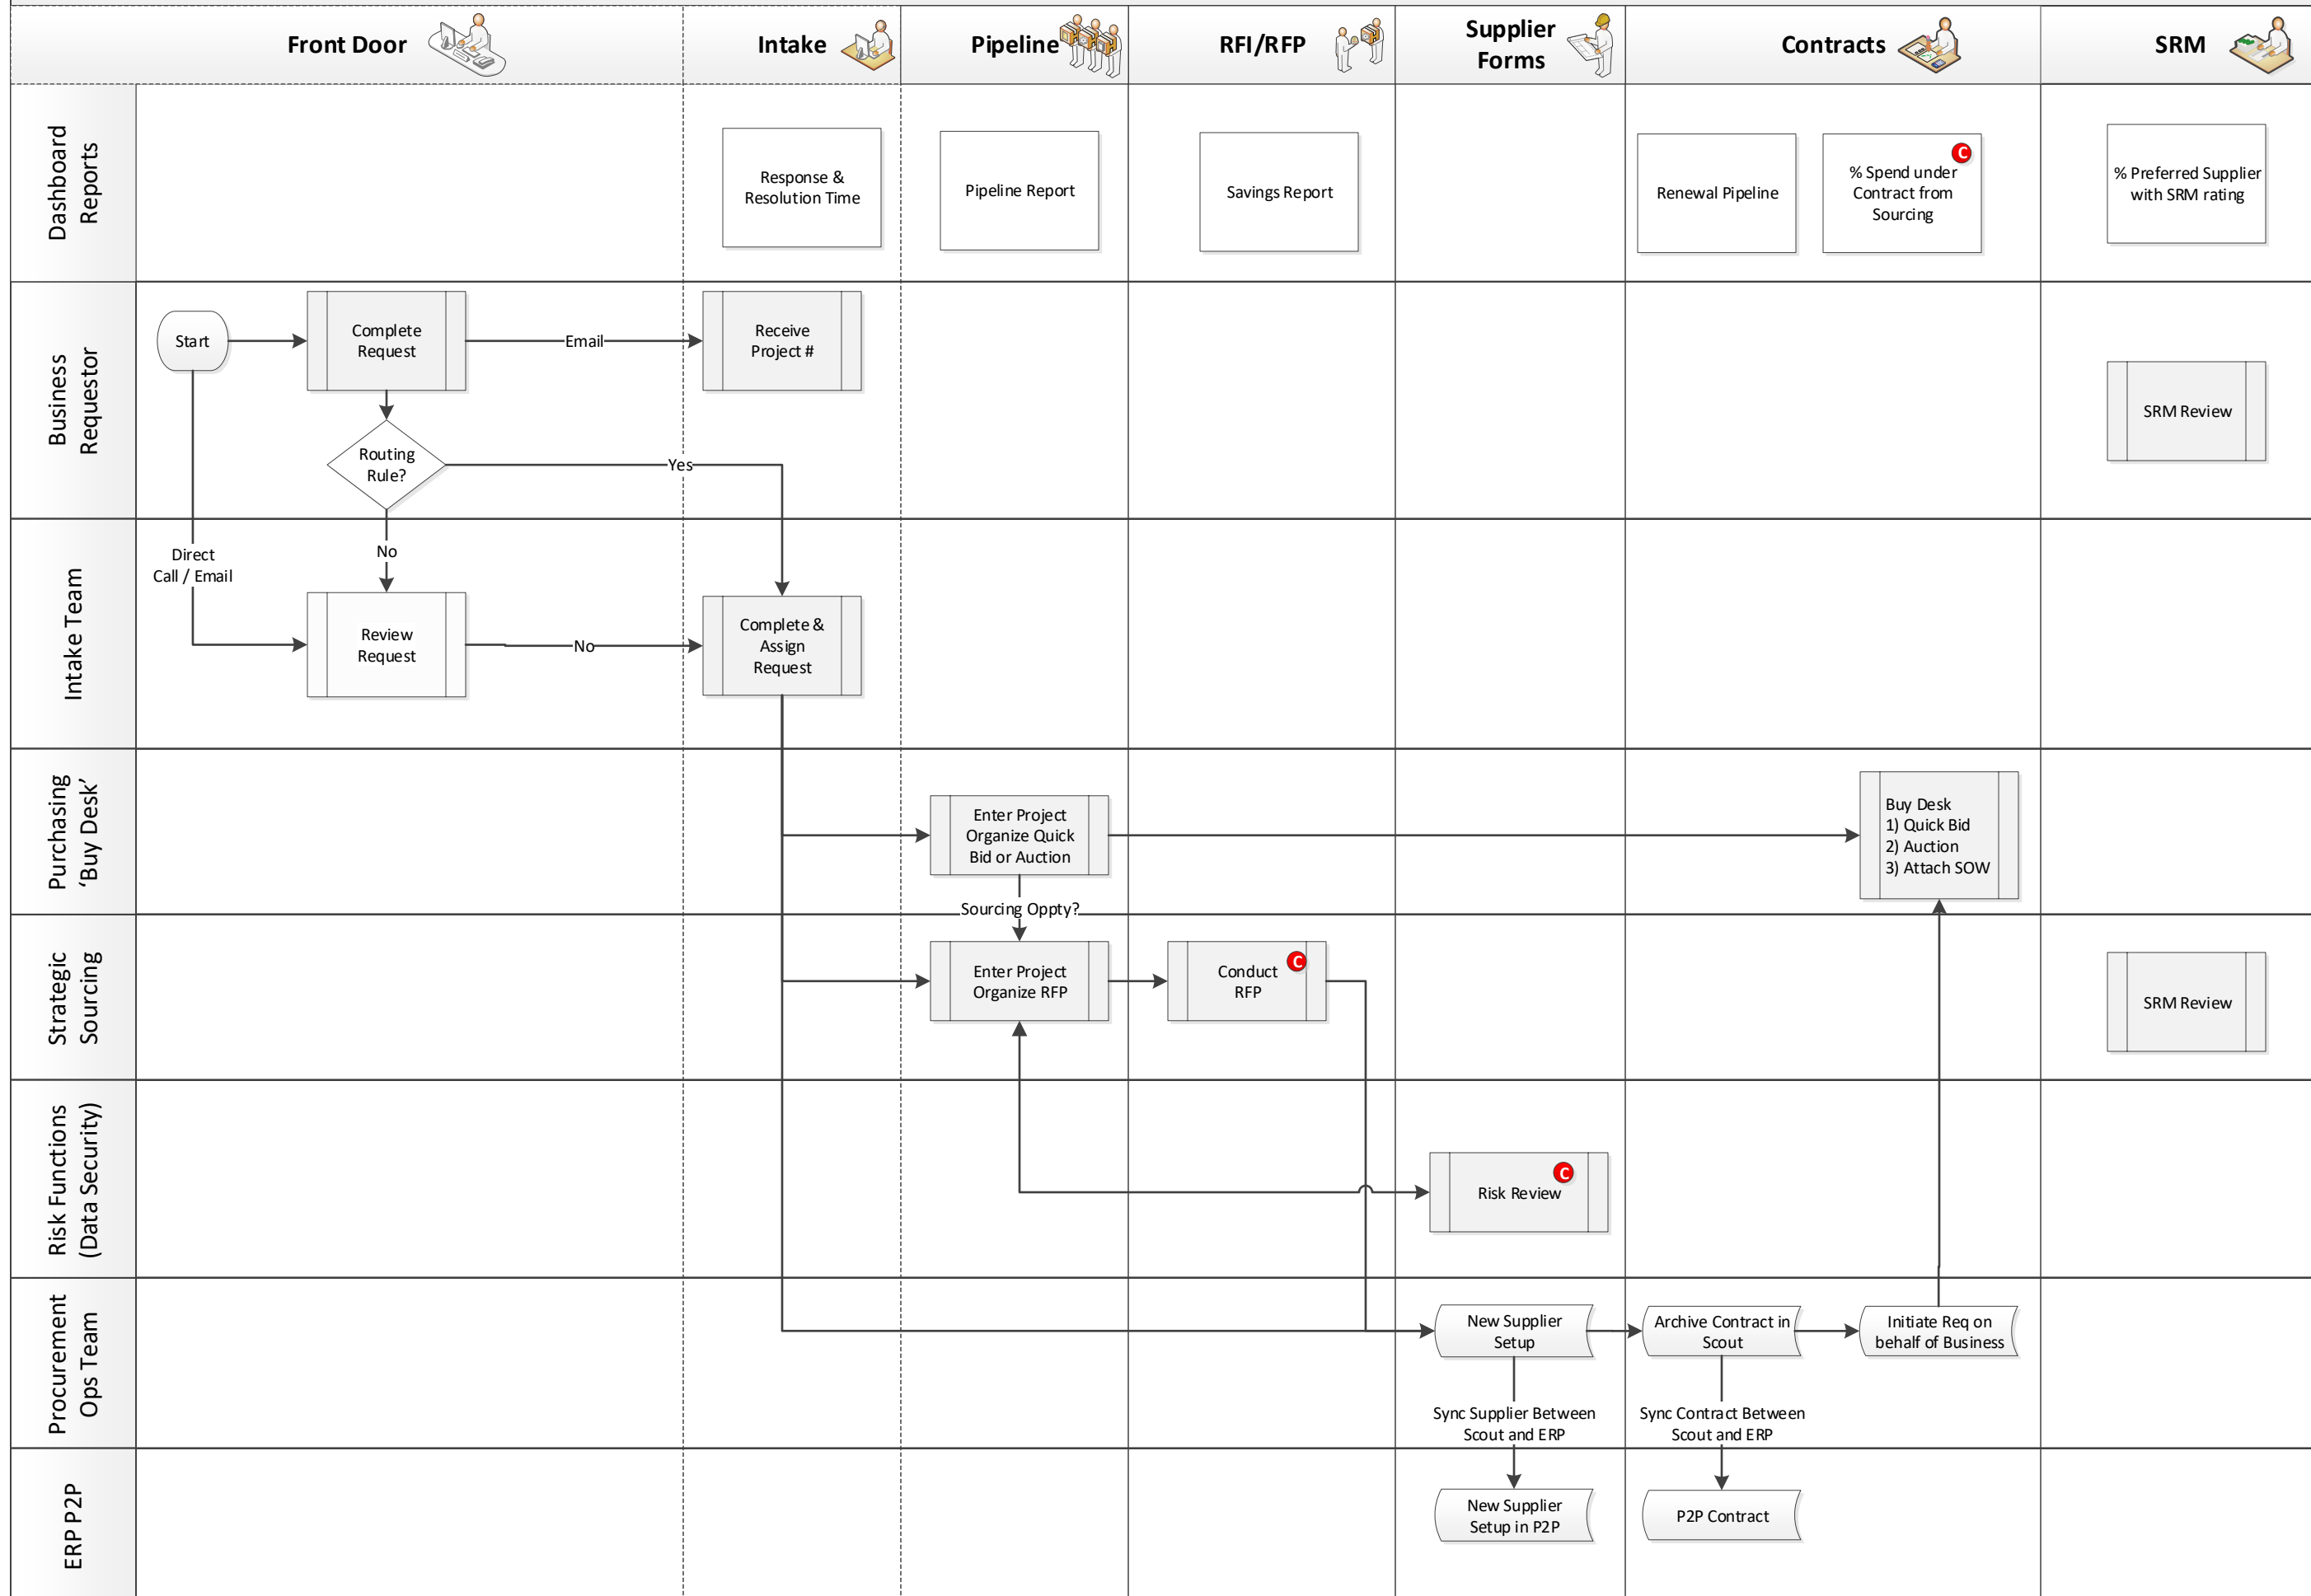 Front Door
Intake
Pipeline
RFI/RFP
Supplier
Forms
Contracts
SRM
Dashboard
Reports
Response &
Resolution Time
Pipeline Report
Savings Report
Renewal Pipeline
C
% Spend under
Contract from
Sourcing
% Preferred Supplier
with SRM rating
Business
Requestor
Start
Complete
Request
Email
Receive
Project #
Routing
Rule?
Yes
SRM Review
Intake Team
Direct
Call / Email
No
Review
Request
No
Complete &
Assign
Request
Purchasing
‘Buy Desk’
Enter Project
Organize Quick
Bid or Auction
Buy Desk
1) Quick Bid
2) Auction
3) Attach SOW
Sourcing Oppty?
Strategic
Sourcing
Enter Project
Organize RFP
C
Conduct
RFP
SRM Review
Risk Functions
(Data Security)
C
Risk Review
Procurement
Ops Team
New Supplier
Setup
Archive Contract in
Scout
Initiate Req on
behalf of Business
Sync Supplier Between
Scout and ERP
Sync Contract Between
Scout and ERP
ERP P2P
New Supplier
Setup in P2P
P2P Contract